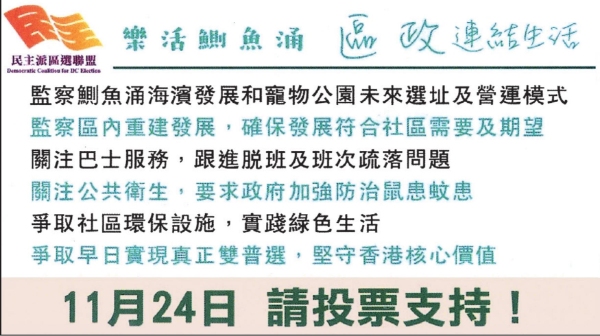 民主
民主派區選聯盟
Democratic Coalition for DC Election
樂活鰂魚涌 區政連結生活
監察鰂魚涌海濱發展和寵物公園未來選址及營運模式
監察區內重建發展，確保發展符合社區需要及期望
關注巴士服務，跟進脱班及班次疏落問題
關注公共衛生，要求政府加強防治鼠患蚊患
爭取社區環保設施，實踐綠色生活
爭取早日實現真正雙普選，堅守香港核心價值
11月24日 請投票支持！